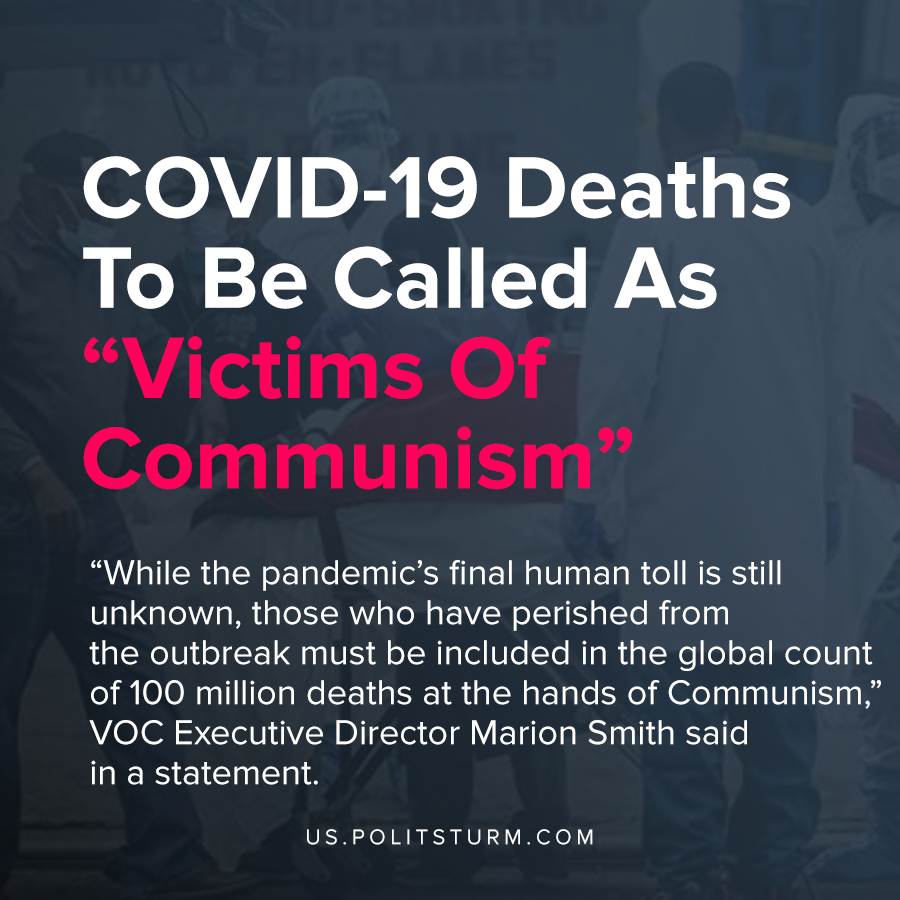 COVID-19 Deaths
To Be Called As
“Victims Of
Communism”
“While the pandemic’s final human toll is still
unknown, those who have perished from
the outbreak must be included in the global count
of 100 million deaths at the hands of Communism,”
VOC Executive Director Marion Smith said
in a statement.
US.POLITSTURM.COM